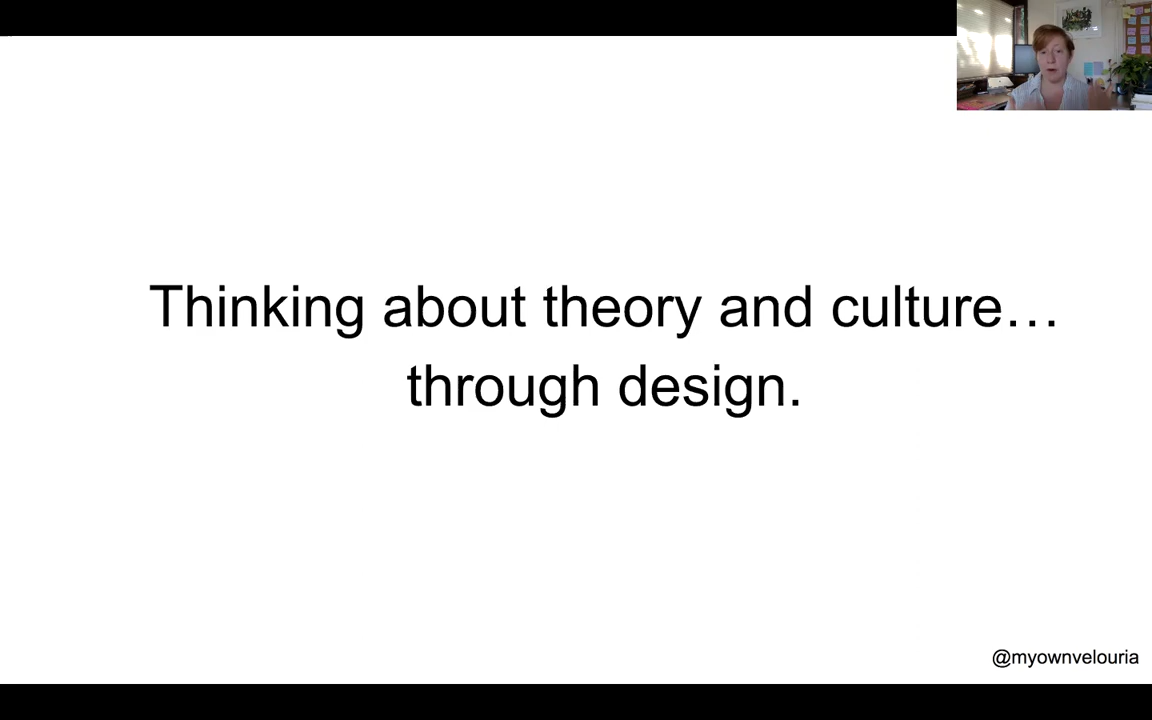 Thinking about theory and culture…
through design.
@myownvelouria